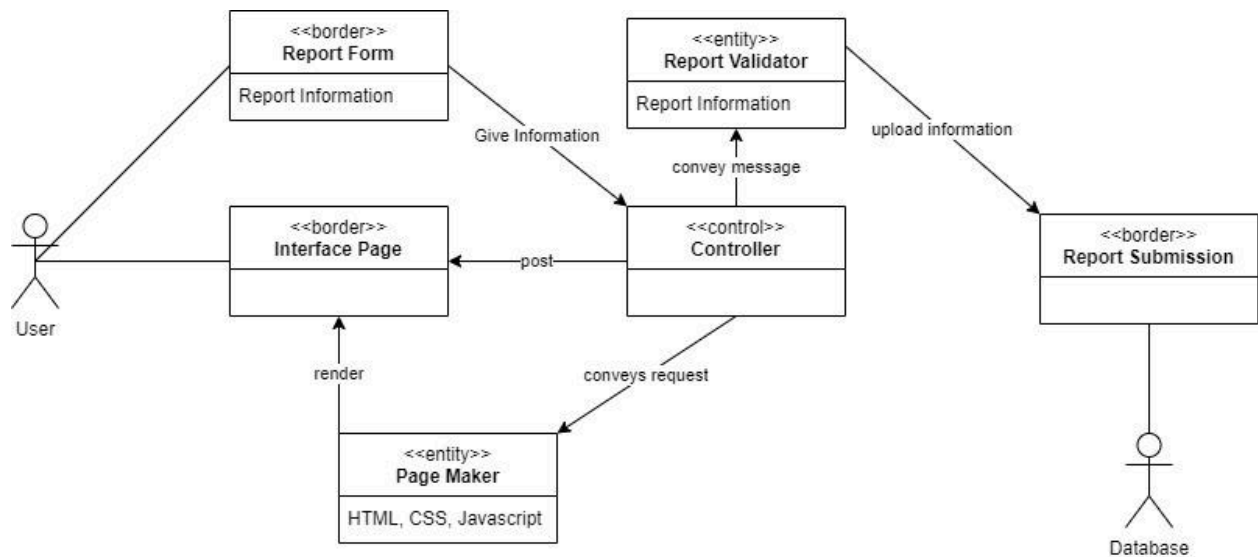 <<border>>
Report Form
Report Information
<<entity>>
Report Validator
Report Information
Give Information
upload information
convey message
<<border>>
Interface Page
<<control>>
Controller
<<border>>
Report Submission
post
User
render
conveys request
<<entity>>
Page Maker
HTML, CSS, Javascript
Database